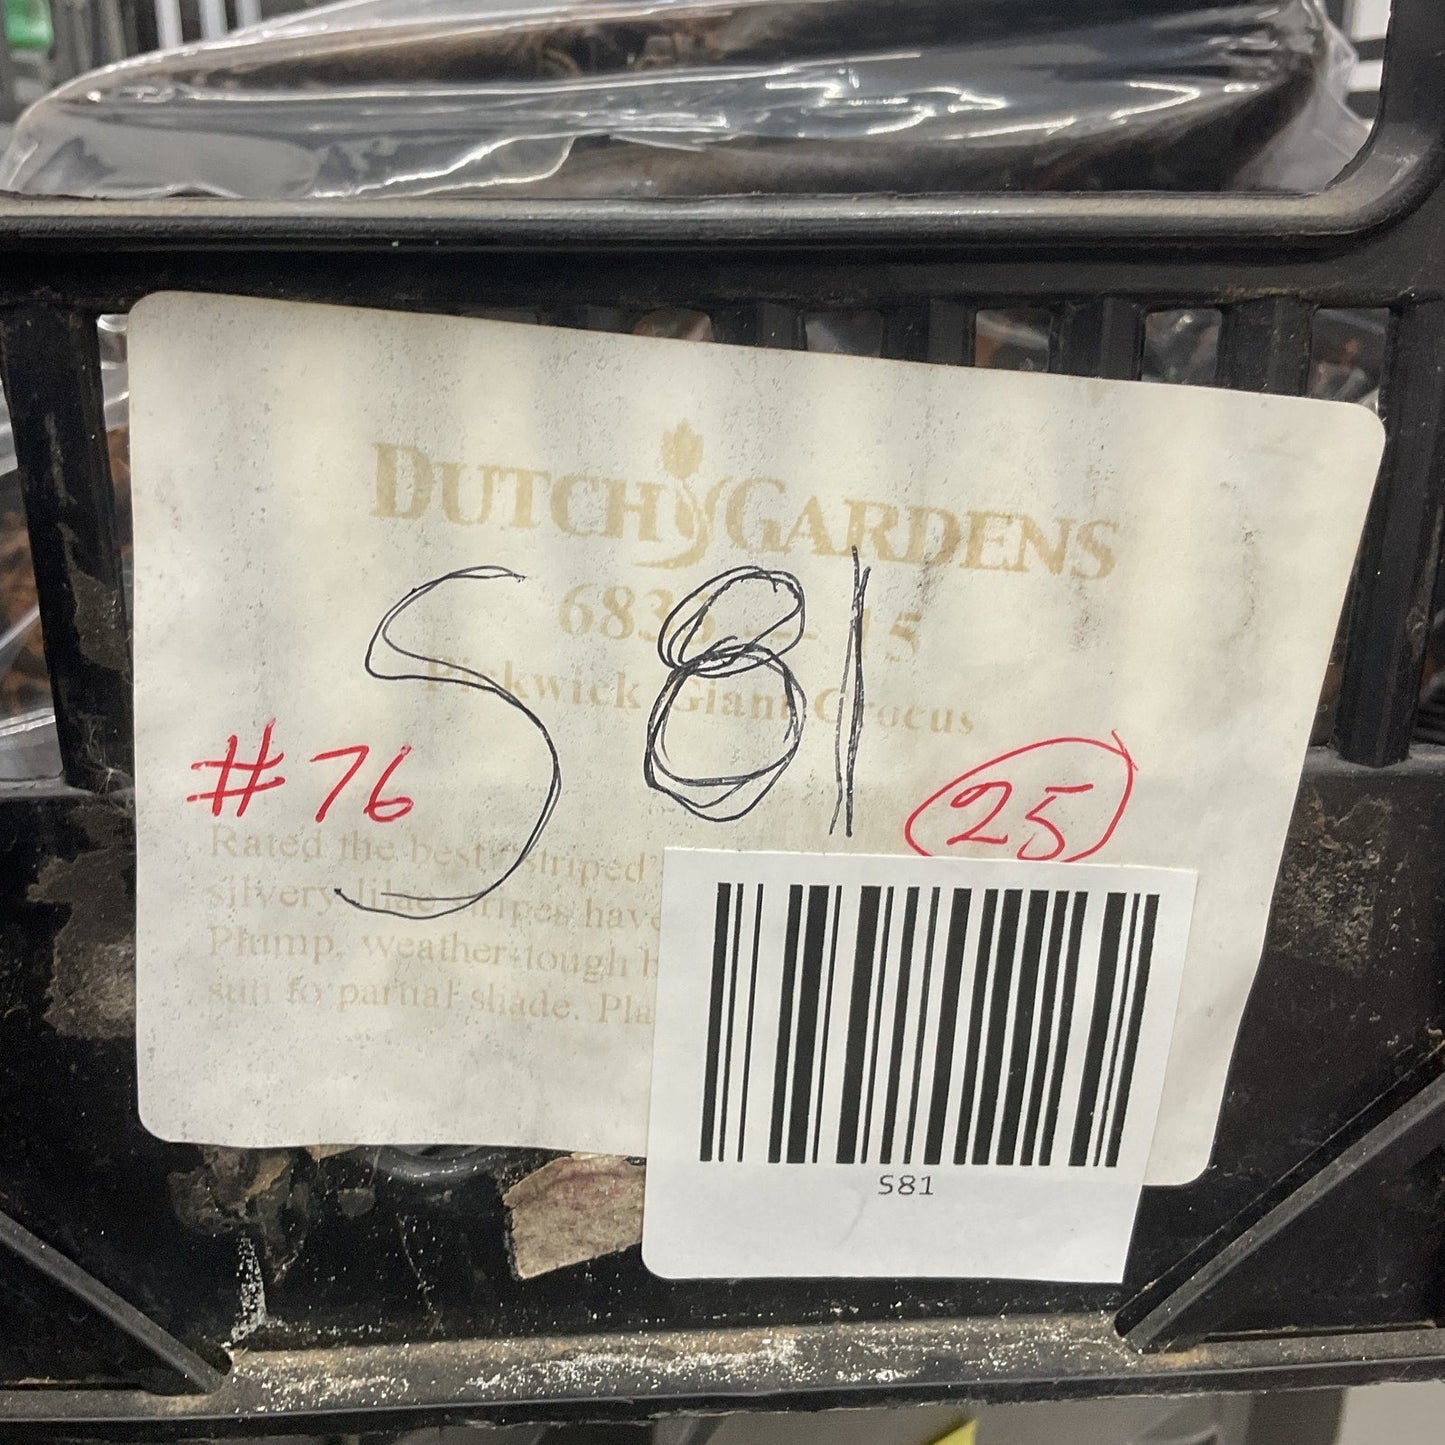 DUTCH GARDENS
Pickwick Giant Crocus
S81
#76
25
Rated the best "striped"
silvery lilac stripes have
Plump, weather-tough
sun to partial shade.
S81